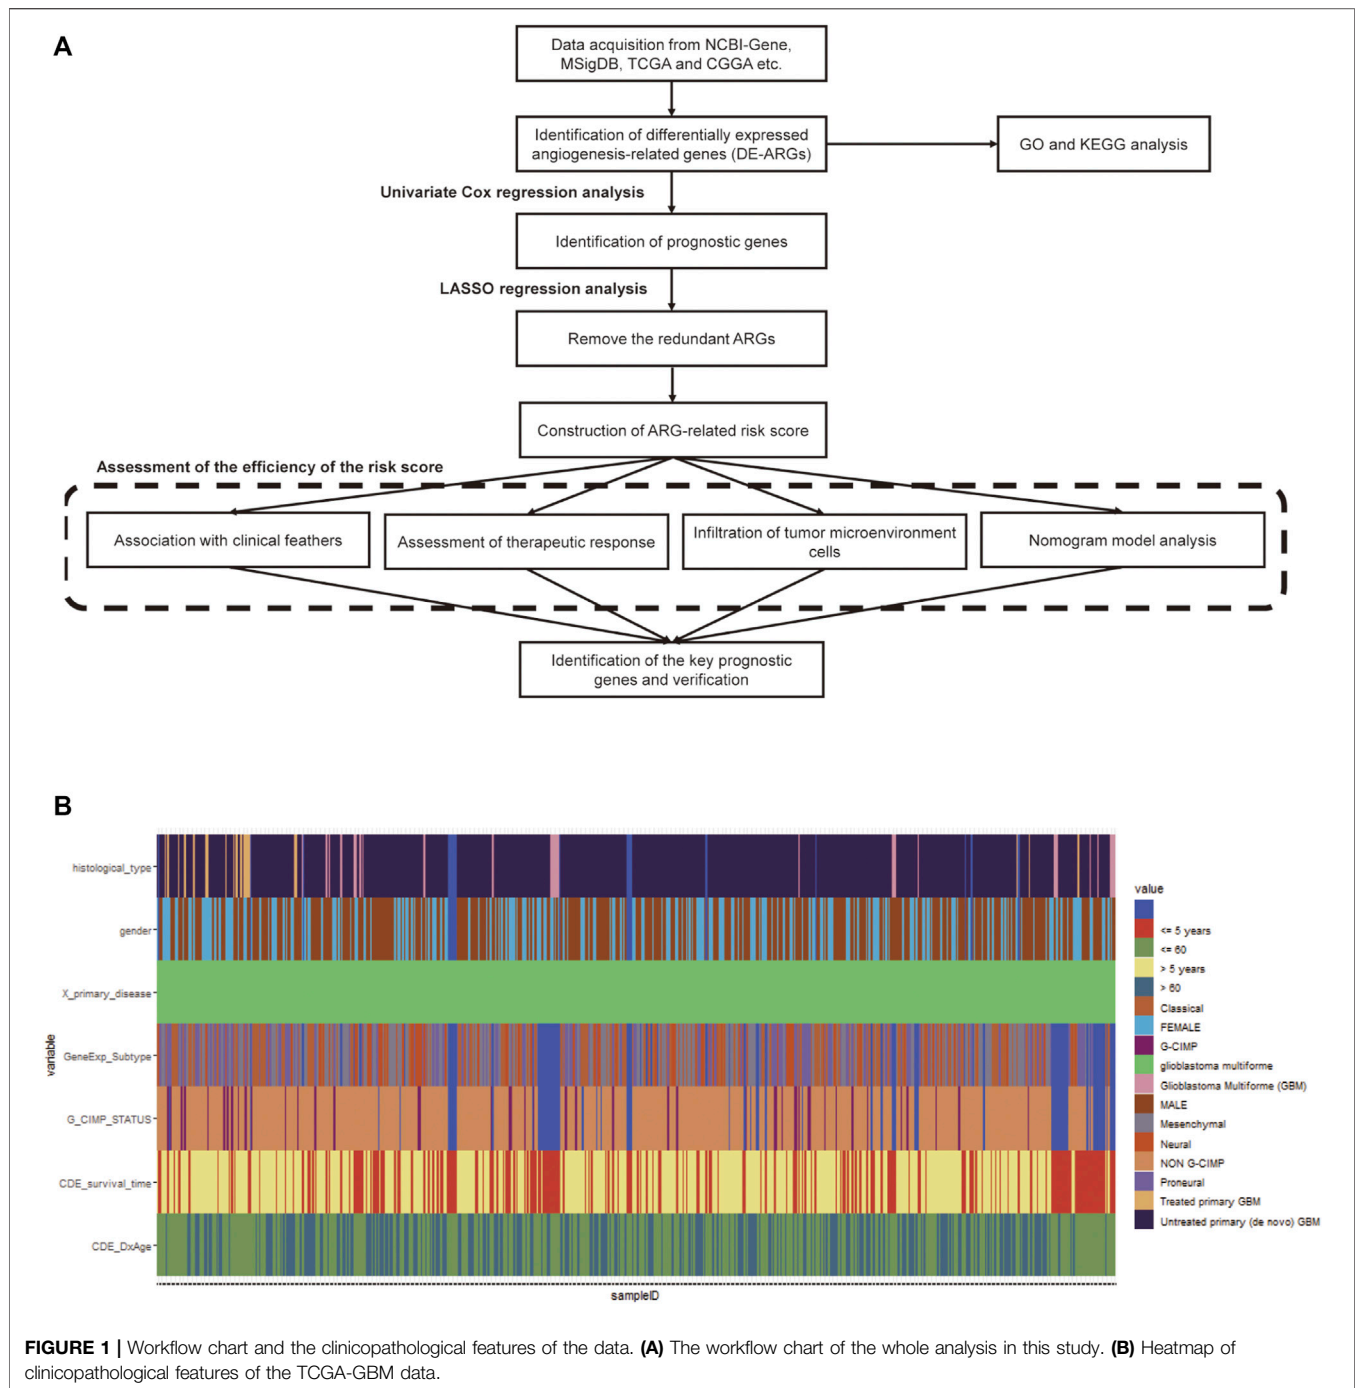 A
Data acquisition from NCBI-Gene,
MSigDB, TCGA and CGGA etc.
Identification of differentially expressed
angiogenesis-related genes (DE-ARGs)
GO and KEGG analysis
Univariate Cox regression analysis
Identification of prognostic genes
LASSO regression analysis
Remove the redundant ARGs
Construction of ARG-related risk score
Assessment of the efficiency of the risk score
Association with clinical feathers
Assessment of therapeutic response
Infiltration of tumor microenvironment
cells
Nomogram model analysis
Identification of the key prognostic
genes and verification
B
variable
histological_type
gender
X_primary_disease
GeneExp_Subtype
G_CIMP_STATUS
CDE_survival_time
CDE_DxAge
sampleID
value
<= 5 years
<= 60
> 5 years
> 60
Classical
FEMALE
G-CIMP
glioblastoma multiforme
Glioblastoma Multiforme (GBM)
MALE
Mesenchymal
Neural
NON G-CIMP
Proneural
Treated primary GBM
Untreated primary (de novo) GBM
FIGURE 1 | Workflow chart and the clinicopathological features of the data. (A) The workflow chart of the whole analysis in this study. (B) Heatmap of
clinicopathological features of the TCGA-GBM data.